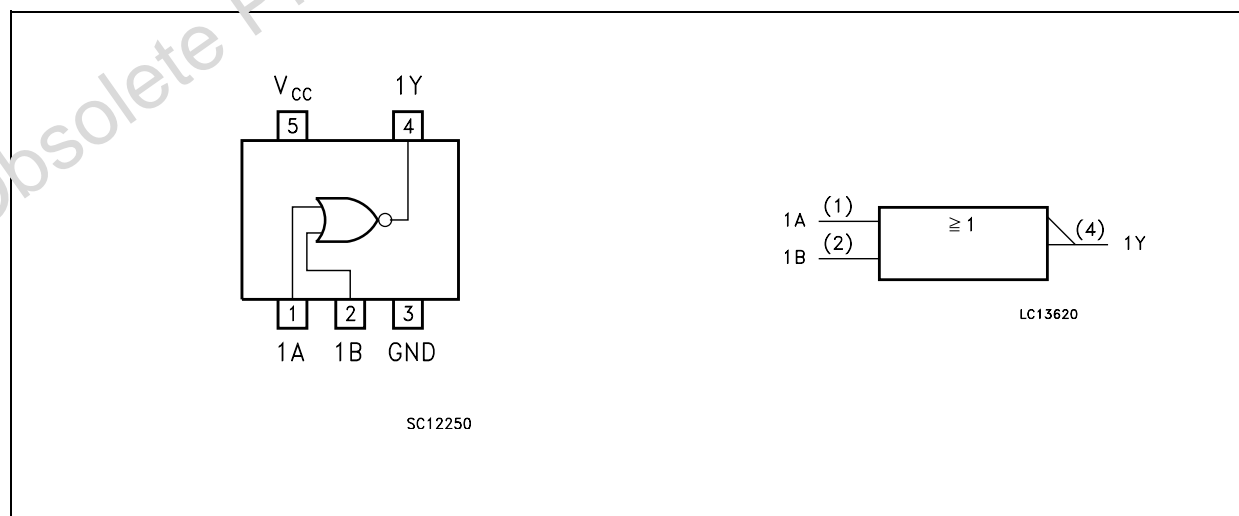 Obsolete P
V CC 1Y
5 4
1 2 3
1A 1B GND
SC12250
1A (1) ≧ 1 (4) 1Y
1B (2)
LC13620